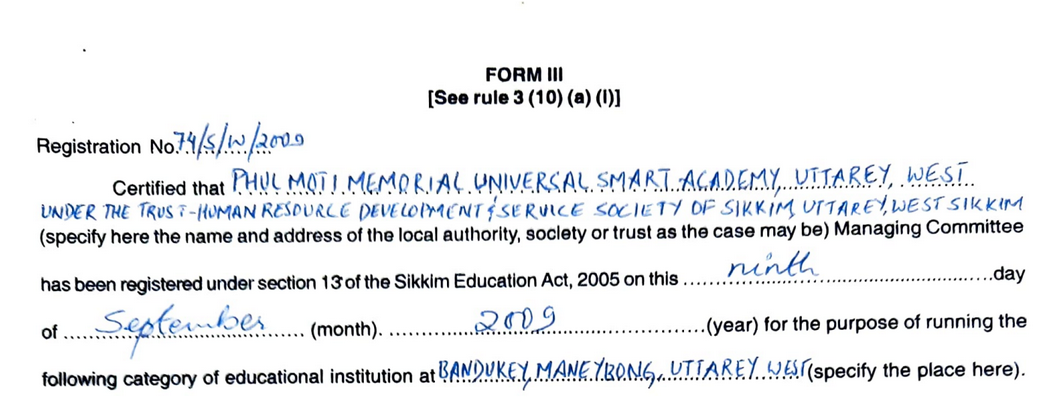 FORM III
[See rule 3 (10) (a) (I)]
Registration No. 74/S/W/2009
Certified that PHUL MOTI MEMORIAL UNIVERSAL SMART ACADEMY, UTTAREY, WEST
UNDER THE TRUST-HUMAN RESOURCE DEVELOPMENT & SERVICE SOCIETY OF SIKKIM, UTTAREY, WEST SIKKIM
(specify here the name and address of the local authority, society or trust as the case may be) Managing Committee
has been registered under section 13 of the Sikkim Education Act, 2005 on this ninth day
of September (month). 2009 (year) for the purpose of running the
following category of educational institution at BANDUKEY, MANEYBONG, UTTAREY WEST (specify the place here).